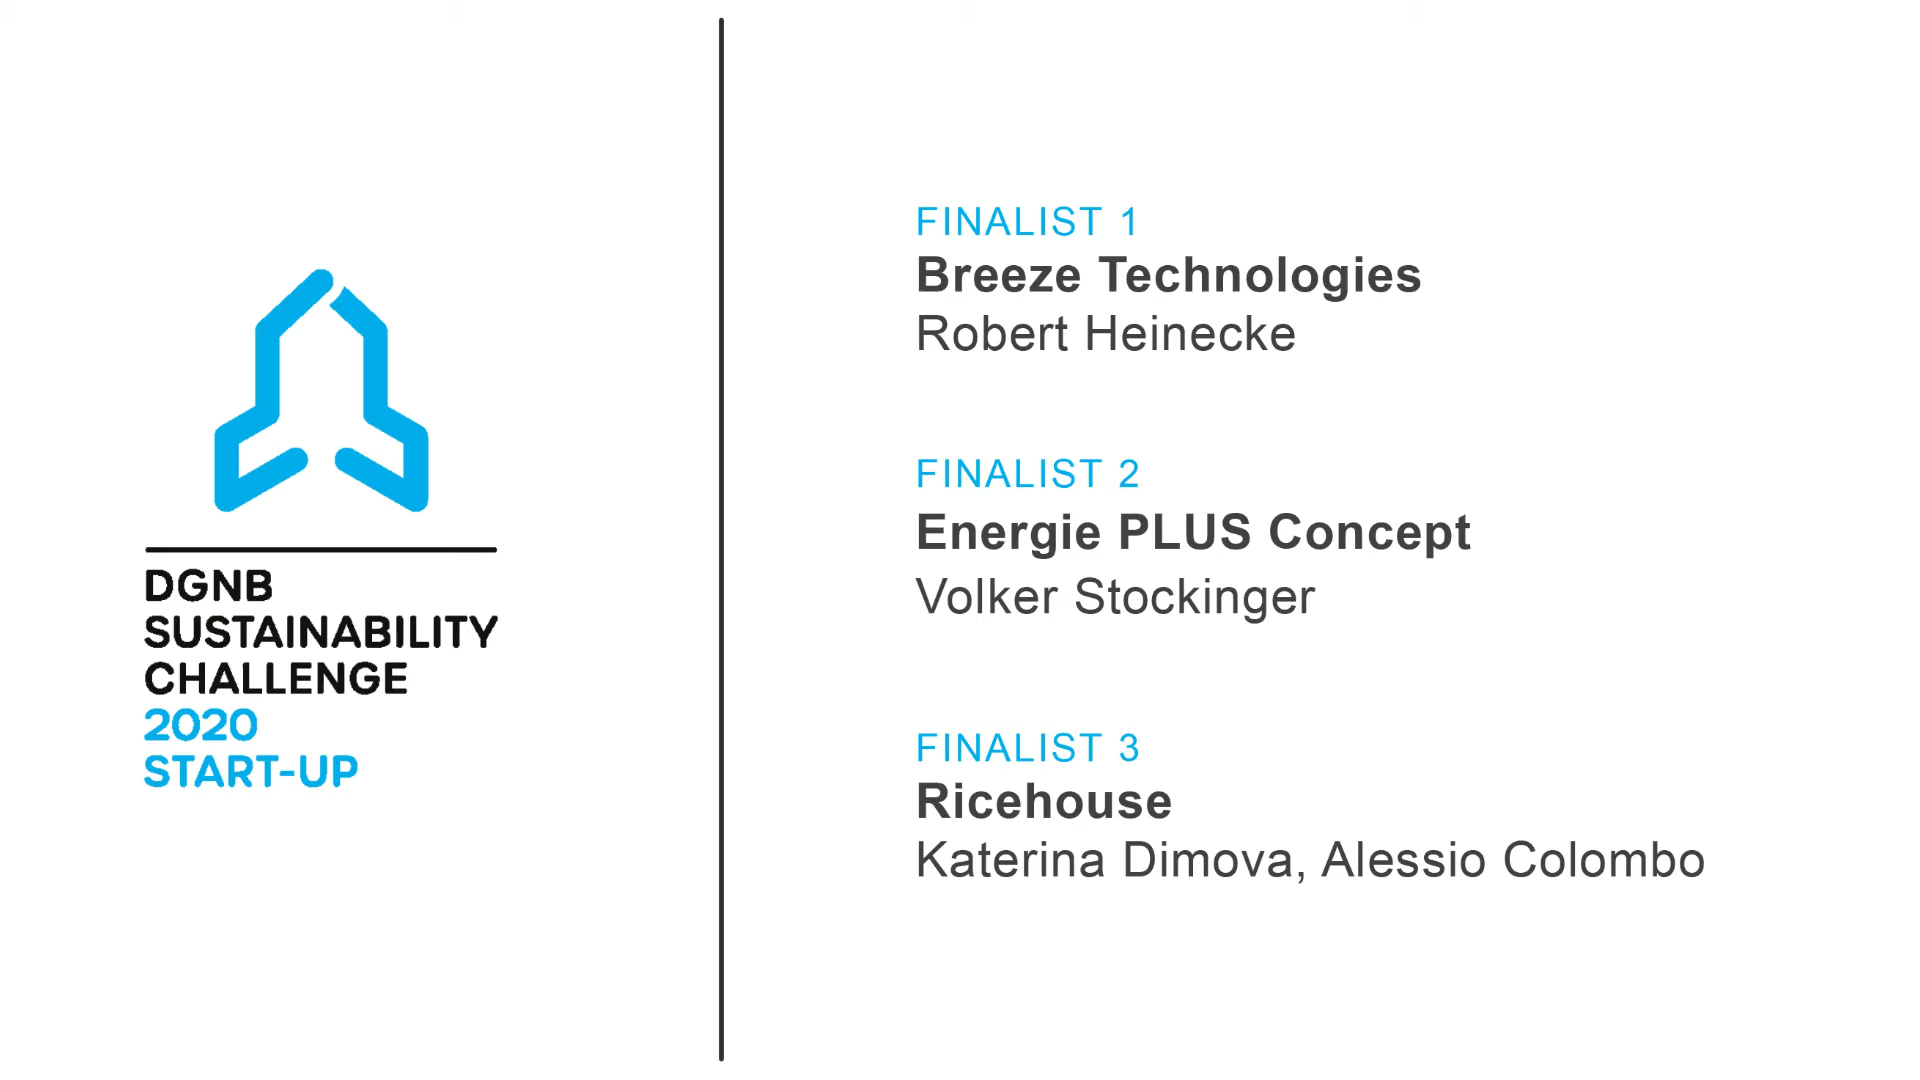 DGNB
SUSTAINABILITY
CHALLENGE
2020
START-UP
FINALIST 1
Breeze Technologies
Robert Heinecke
FINALIST 2
Energie PLUS Concept
Volker Stockinger
FINALIST 3
Ricehouse
Katerina Dimova, Alessio Colombo